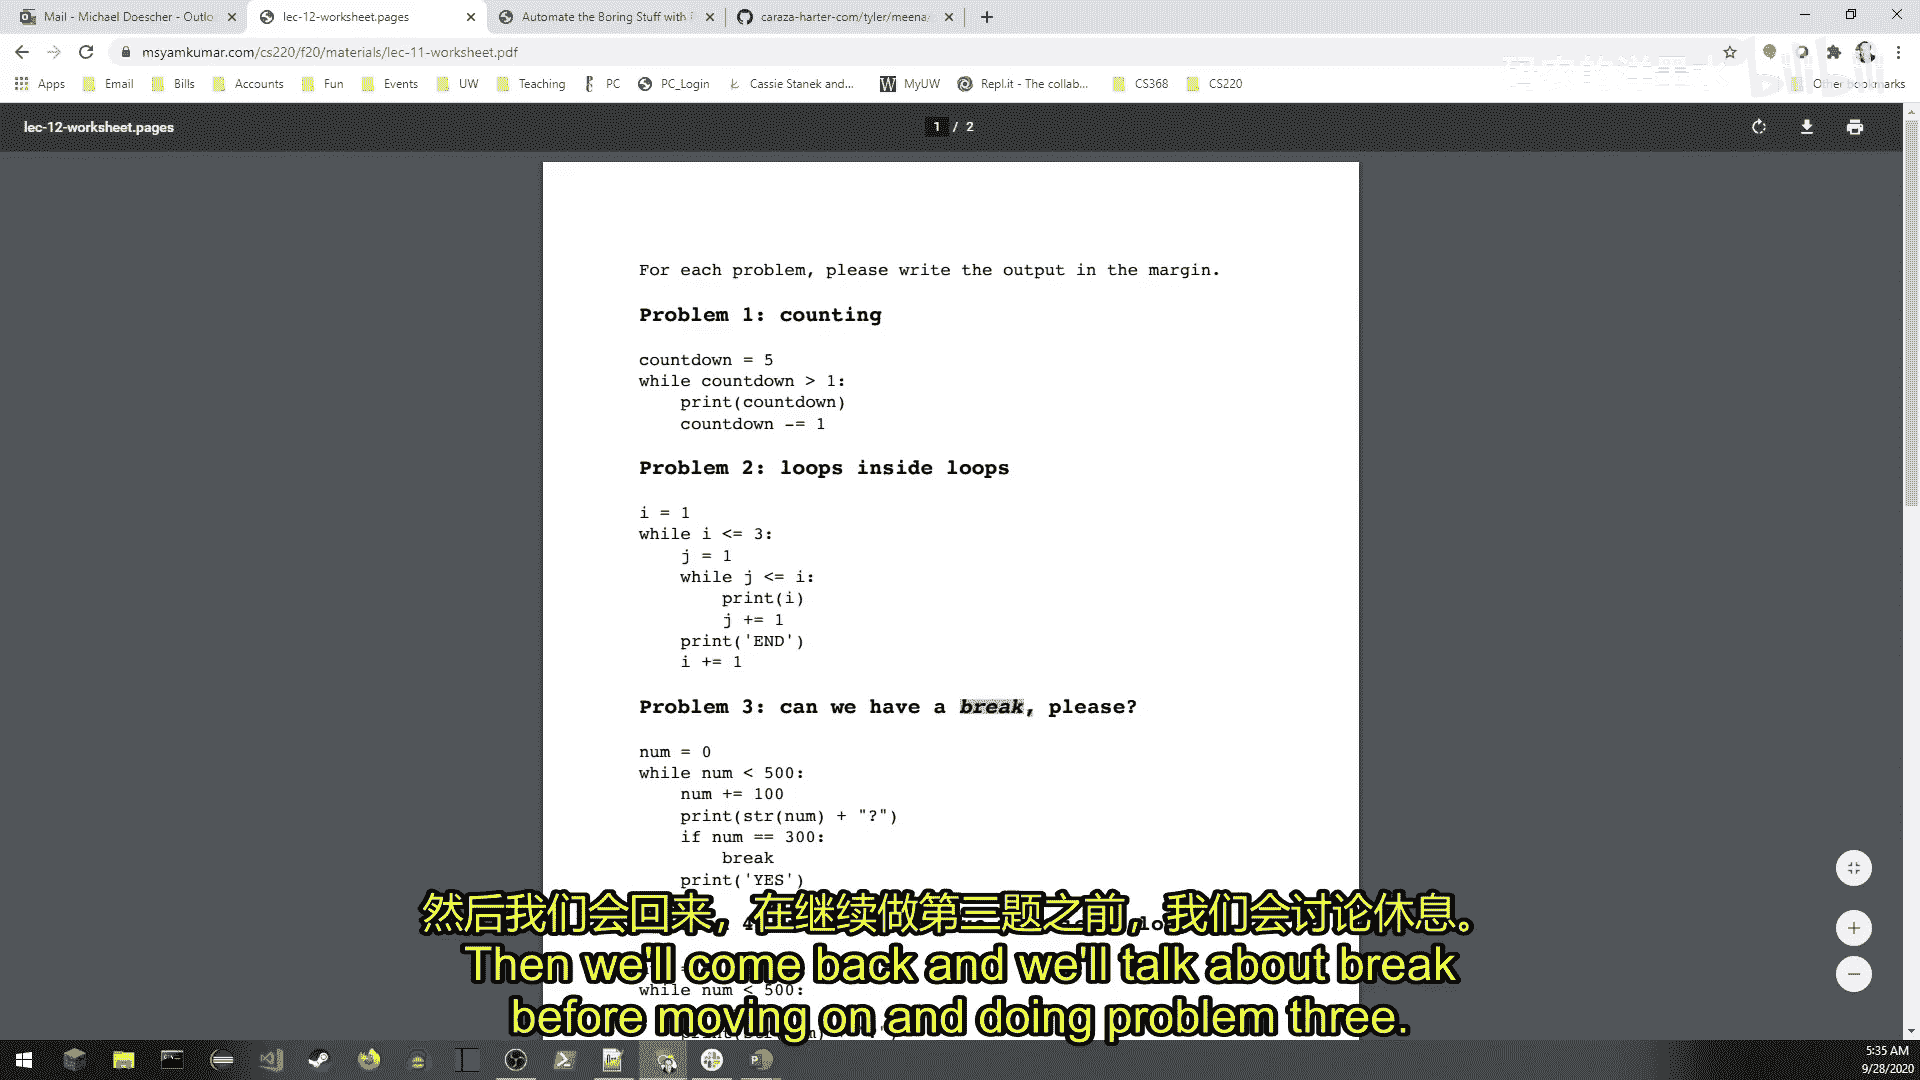 Mail - Michael Doescher - Outlo
lec-12-worksheet.pages
Automate the Boring Stuff with
caraza-harter-com/tyler/meena/
msyamkumar.com/cs220/f20/materials/lec-11-worksheet.pdf
Apps Email Bills Accounts Fun Events UW Teaching PC PC_Login Cassie Stanek and... MyUW Repl.it - The collab... CS368 CS220 Other bookmarks
lec-12-worksheet.pages
1 / 2
For each problem, please write the output in the margin.
Problem 1: counting
countdown = 5
while countdown > 1:
print(countdown)
countdown -= 1
Problem 2: loops inside loops
i = 1
while i <= 3:
j = 1
while j <= i:
print(i)
j += 1
print('END')
i += 1
Problem 3: can we have a break, please?
num = 0
while num < 500:
num += 100
print(str(num) + "?")
if num == 300:
break
print('YES')
然后我们会回来，在继续做第三题之前，我们会讨论休息。
Then we'll come back and we'll talk about break
while num < 500:
before moving on and doing problem three.
5:35 AM
9/28/2020